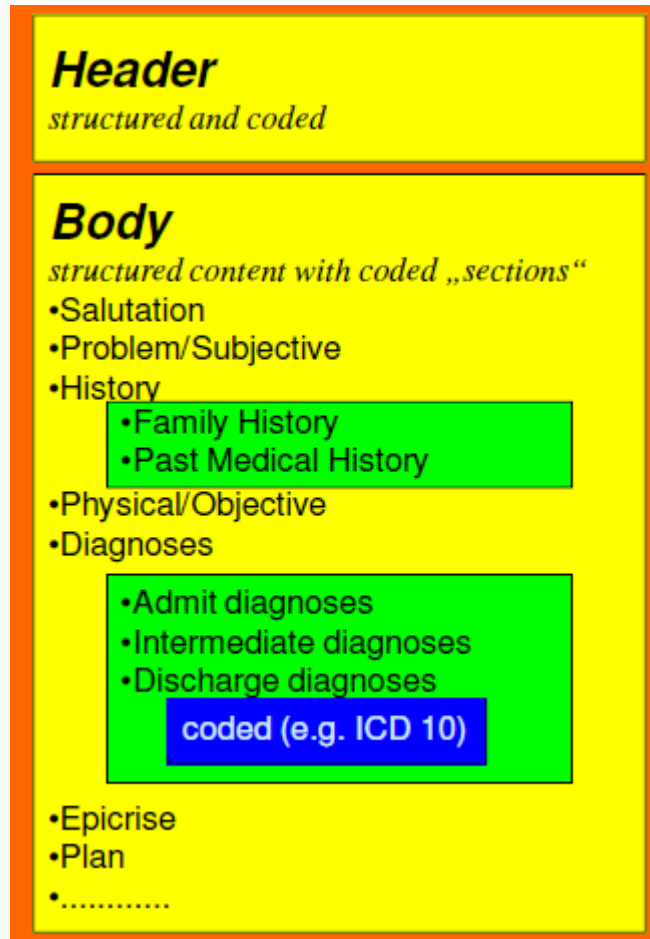 Header
structured and coded
Body
structured content with coded „sections“
•Salutation
•Problem/Subjective
•History
•Family History
•Past Medical History
•Physical/Objective
•Diagnoses
•Admit diagnoses
•Intermediate diagnoses
•Discharge diagnoses
coded (e.g. ICD 10)
•Epicrise
•Plan
•............